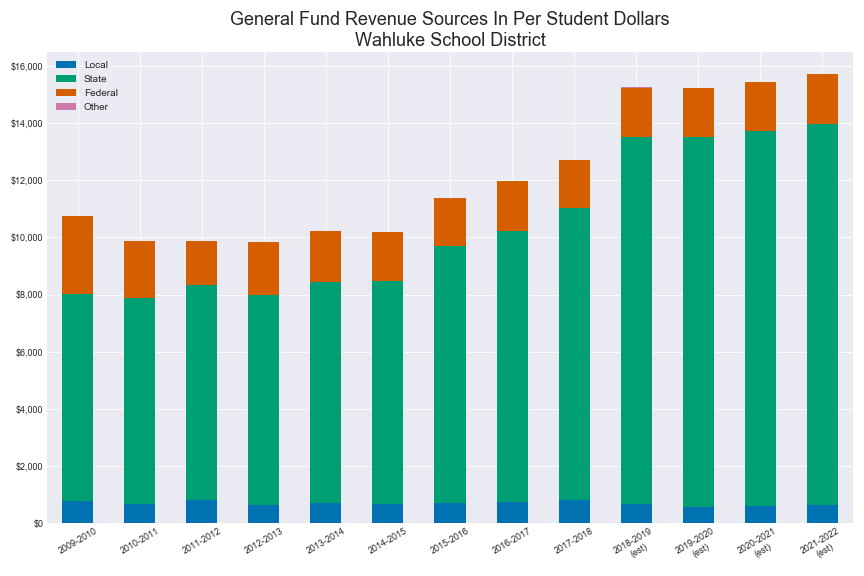 General Fund Revenue Sources In Per Student Dollars
Wahluke School District
Local
State
Federal
Other
$16,000
$14,000
$12,000
$10,000
$8,000
$6,000
$4,000
$2,000
$0
2009-2010
2010-2011
2011-2012
2012-2013
2013-2014
2014-2015
2015-2016
2016-2017
2017-2018
2018-2019
(est)
2019-2020
(est)
2020-2021
(est)
2021-2022
(est)